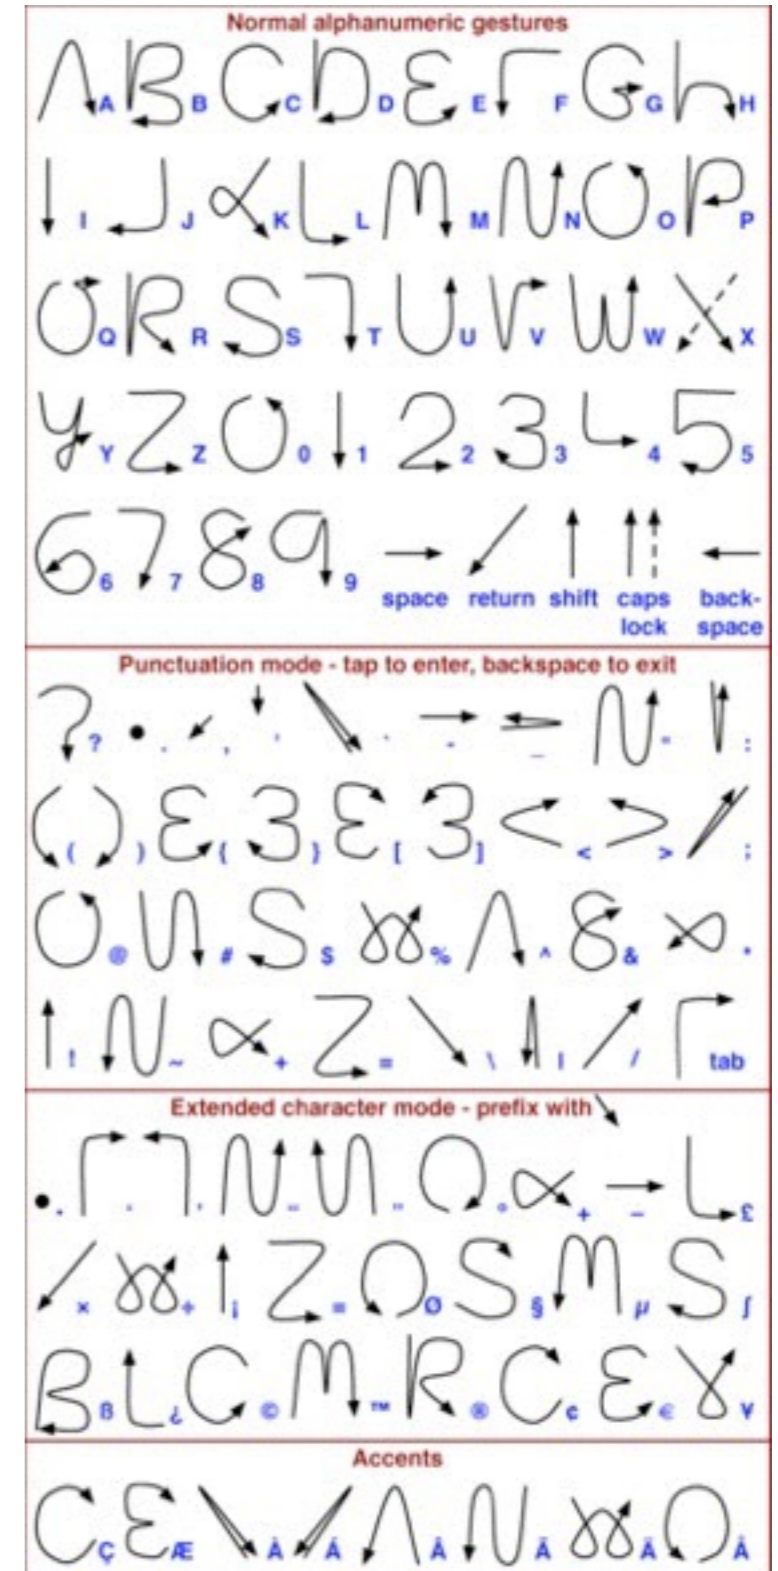 Normal alphanumeric gestures
A B C D E F G H
I J K L M N O P
Q R S T U V W X
Y Z 0 1 2 3 4 5
6 7 8 9 space return shift caps lock back-space
Punctuation mode - tap to enter, backspace to exit
? . , ' ` - _ " :
( ) { } [ ] < > ;
@ # $ % ^ & *
! ~ + = \ | / tab
Extended character mode - prefix with
• + – £
× ÷ ¡ Ø § µ ∫
ß ¿ © ™ ® ¢ € ¥
Accents
Ç Æ À Á Â Ã Ä Å